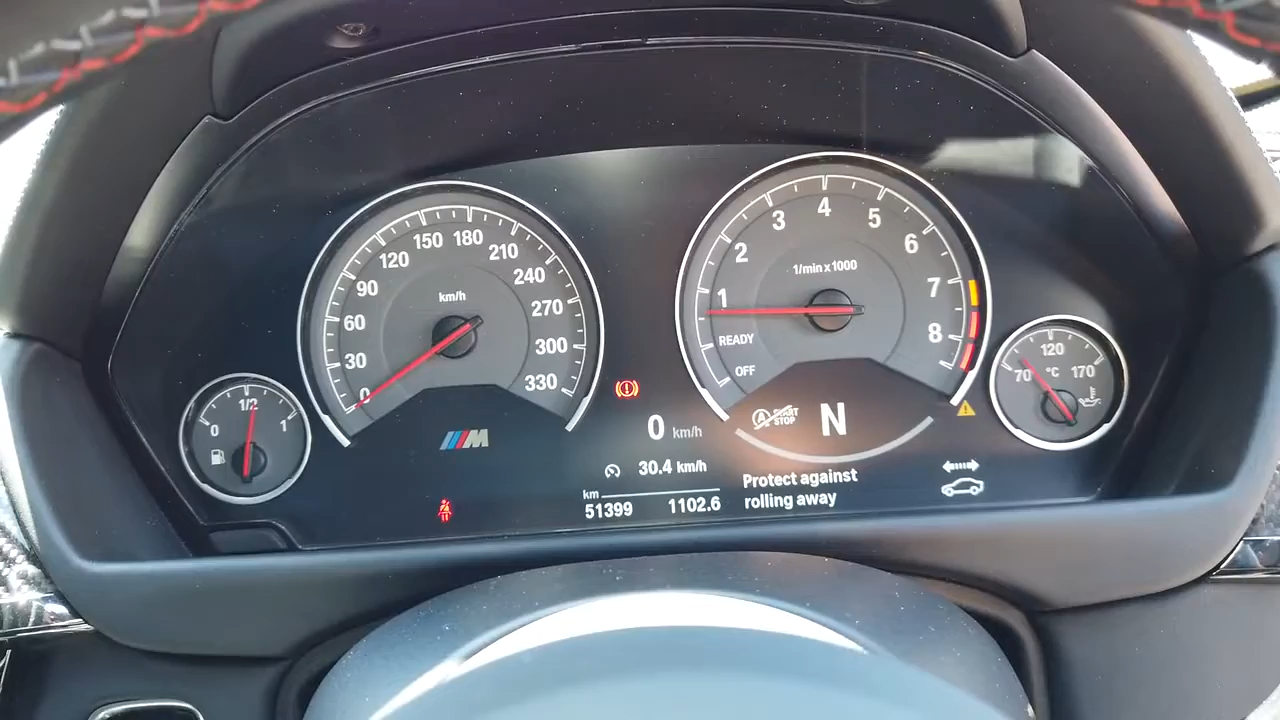 0
30
60
90
120
150
180
210
240
270
300
330
km/h
0
1/2
1
M
OFF
READY
1
2
3
4
5
6
7
8
1/min x 1000
70
120
170
°C
A START
STOP
N
0 km/h
30.4 km/h
km
51399 1102.6
Protect against
rolling away